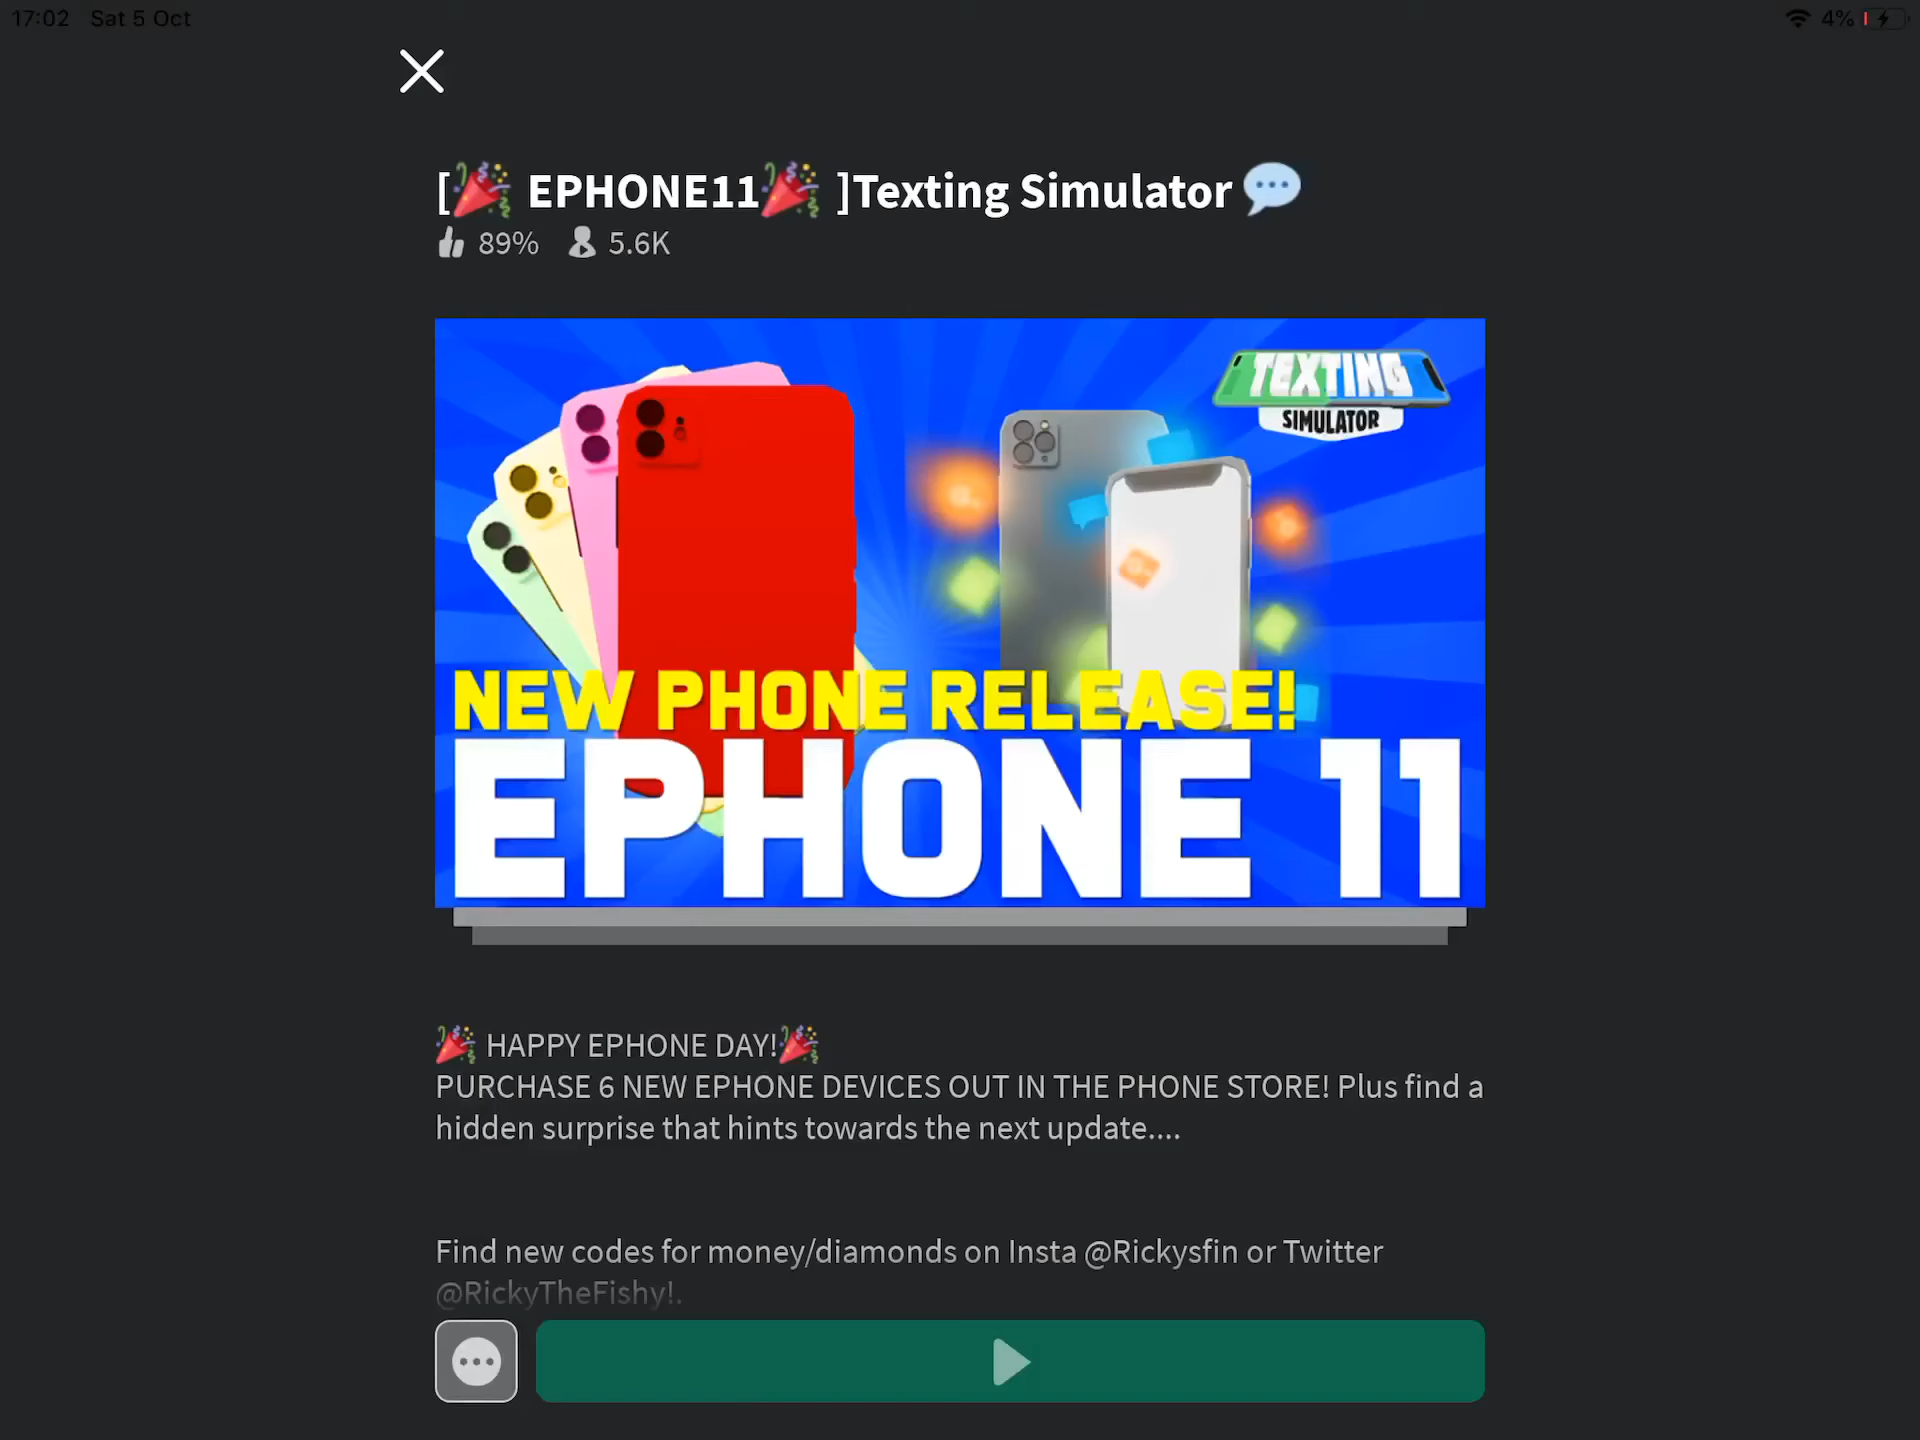 17:02 Sat 5 Oct
4%
[🎉 EPHONE11🎉 ]Texting Simulator 💬
89% 5.6K
TEXTING
SIMULATOR
NEW PHONE RELEASE!
EPHONE 11
🎉 HAPPY EPHONE DAY!🎉
PURCHASE 6 NEW EPHONE DEVICES OUT IN THE PHONE STORE! Plus find a
hidden surprise that hints towards the next update....
Find new codes for money/diamonds on Insta @Rickysfin or Twitter
@RickyTheFishy!.